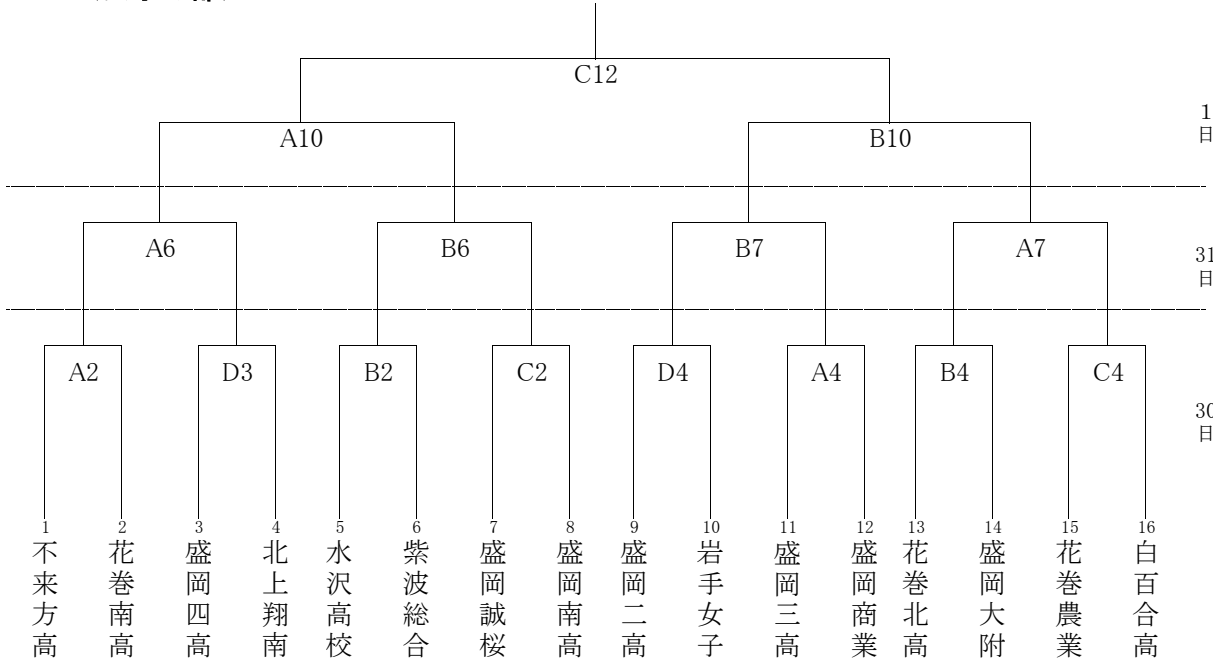 C12
A10
B10
1
日
A6
B6
B7
A7
31
日
A2
D3
B2
C2
D4
A4
B4
C4
30
日
1
不来方高
2
花巻南高
3
盛岡四高
4
北上翔南
5
水沢高校
6
紫波総合
7
盛岡誠桜
8
盛岡南高
9
盛岡二高
10
岩手女子
11
盛岡三高
12
盛岡商業
13
花巻北高
14
盛岡大附
15
花巻農業
16
白百合高